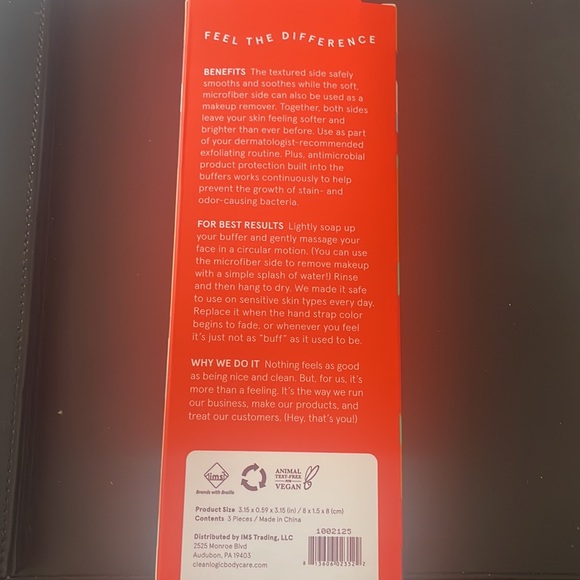 FEEL THE DIFFERENCE
BENEFITS The textured side safely
smooths and soothes while the soft,
microfiber side can also be used as a
makeup remover. Together, both sides
leave your skin feeling softer and
brighter than ever before. Use as part
of your dermatologist-recommended
exfoliating routine. Plus, antimicrobial
product protection built into the
buffers works continuously to help
prevent the growth of stain- and
odor-causing bacteria.
FOR BEST RESULTS Lightly soap up
your buffer and gently massage your
face in a circular motion. (You can use
the microfiber side to remove makeup
with a simple splash of water!) Rinse
and then hang to dry. We made it safe
to use on sensitive skin types every day.
Replace it when the hand strap color
begins to fade, or whenever you feel
it's just not as "buff" as it used to be.
WHY WE DO IT Nothing feels as good
as being nice and clean. But, for us, it's
more than a feeling. It's the way we run
our business, make our products, and
treat our customers. (Hey, that's you!)
ims
Brands with Braille
ANIMAL
TEST-FREE
VEGAN
Product Size 3.15 x 0.59 x 3.15 (in) / 8 x 1.5 x 8 (cm)
Contents 3 Pieces / Made in China
Distributed by IMS Trading, LLC
2525 Monroe Blvd
Audubon, PA 19403
cleanlogicbodycare.com
1002125